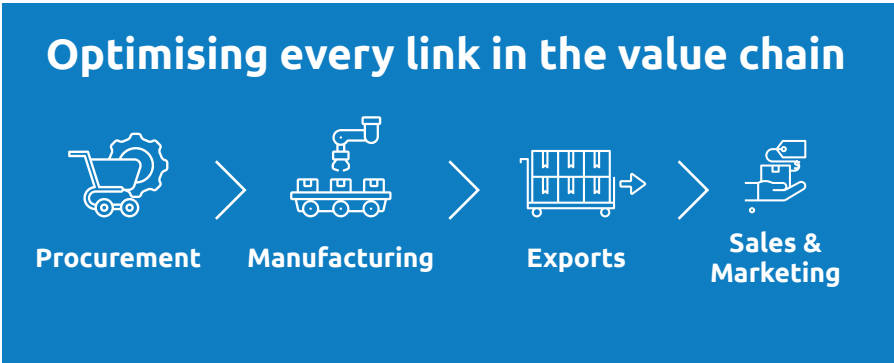 Optimising every link in the value chain
Procurement
Manufacturing
Exports
Sales &
Marketing